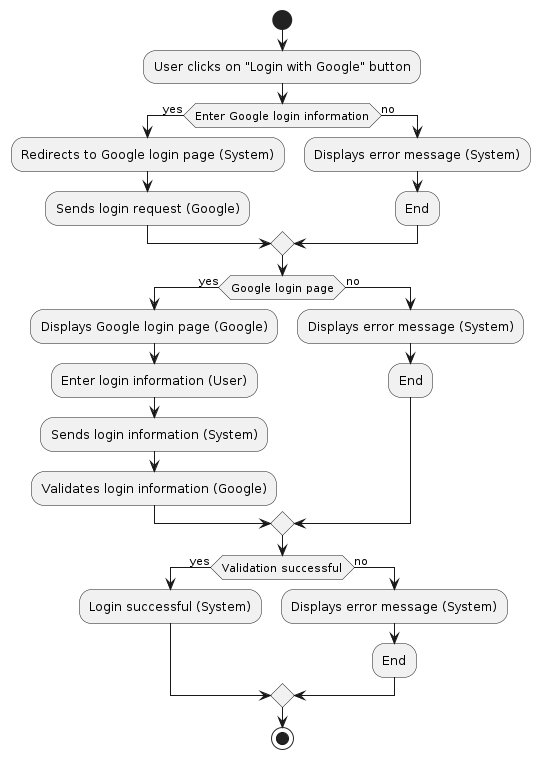 User clicks on "Login with Google" button
yes
Enter Google login information
no
Redirects to Google login page (System)
Displays error message (System)
Sends login request (Google)
End
yes
Google login page
no
Displays Google login page (Google)
Displays error message (System)
Enter login information (User)
End
Sends login information (System)
Validates login information (Google)
yes
Validation successful
no
Login successful (System)
Displays error message (System)
End